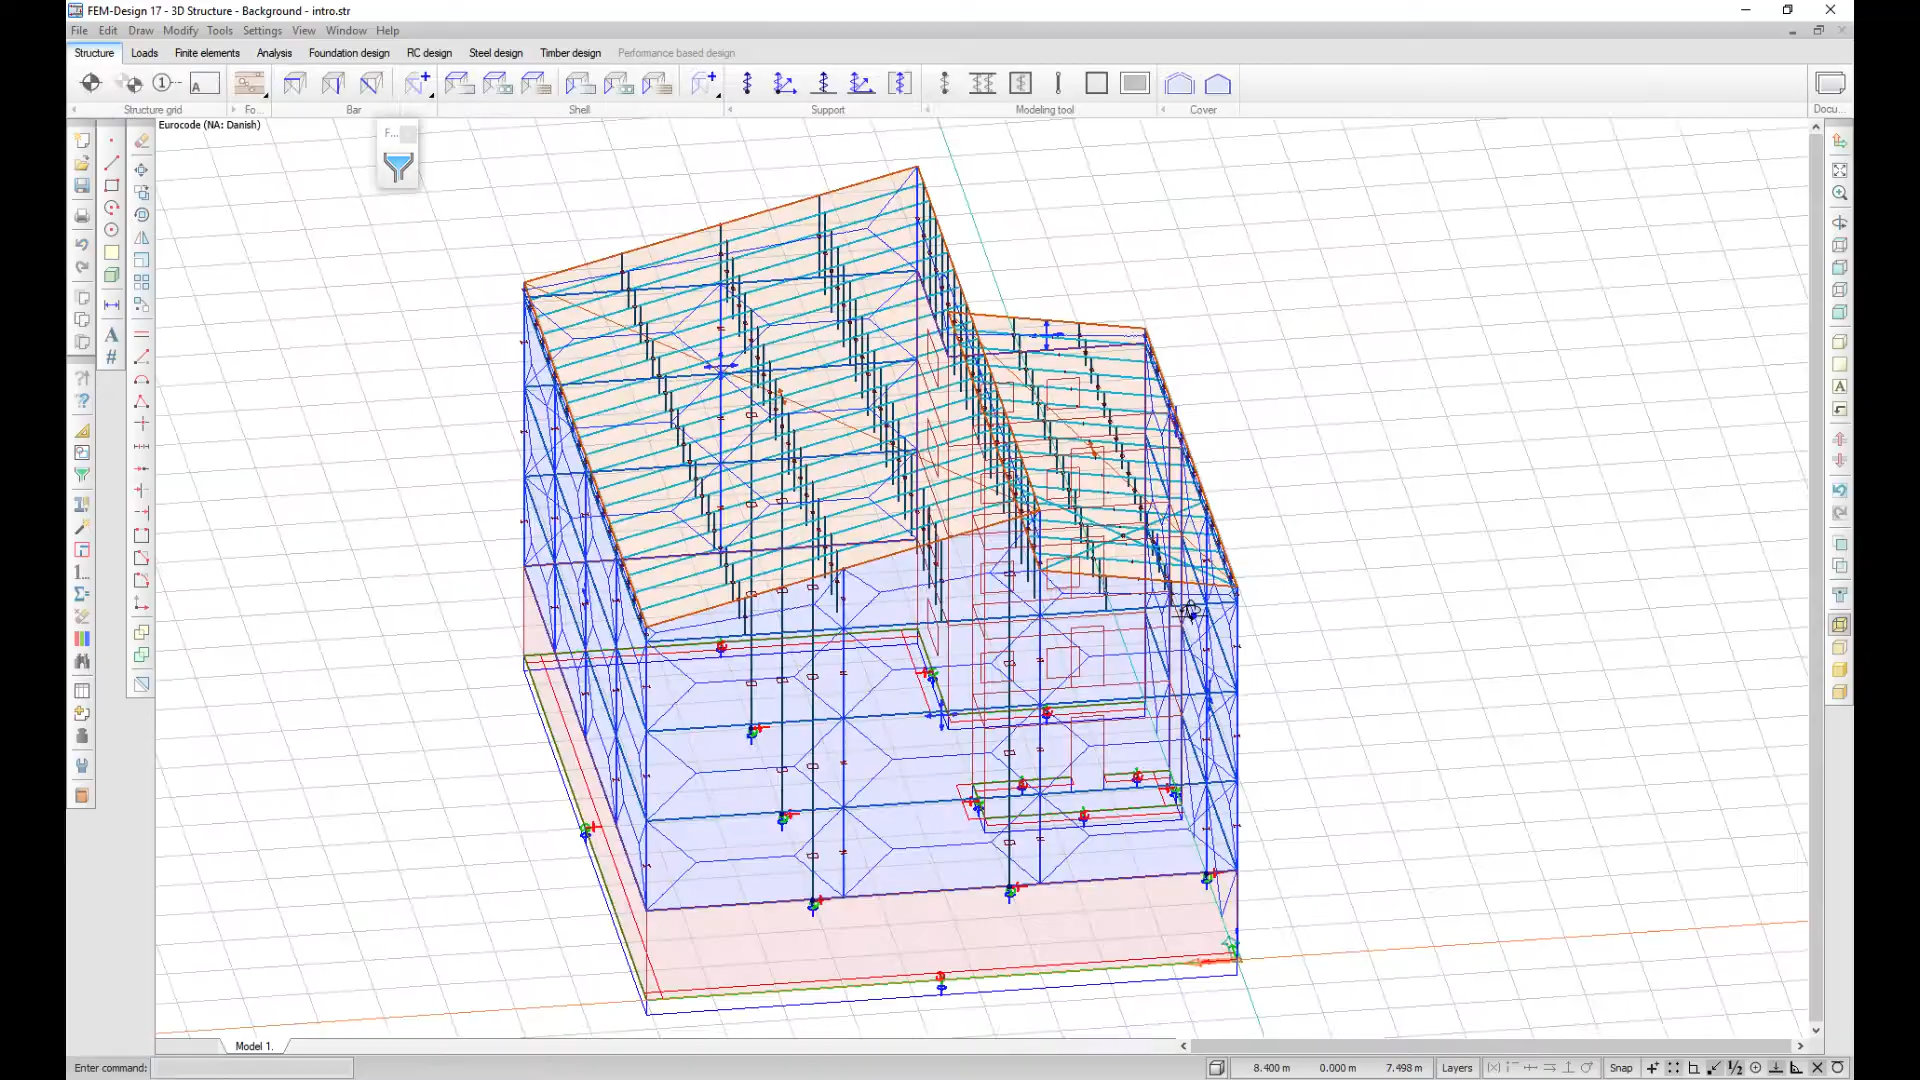 FEM-Design 17 - 3D Structure - Background - intro.str
File Edit Draw Modify Tools Settings View Window Help
Structure Loads Finite elements Analysis Foundation design RC design Steel design Timber design Performance based design
Structure grid Fo... Bar Shell Support Modeling tool Cover Docu...
Eurocode (NA: Danish)
F...
Model 1.
Enter command: 8.400 m 0.000 m 7.498 m Layers Snap